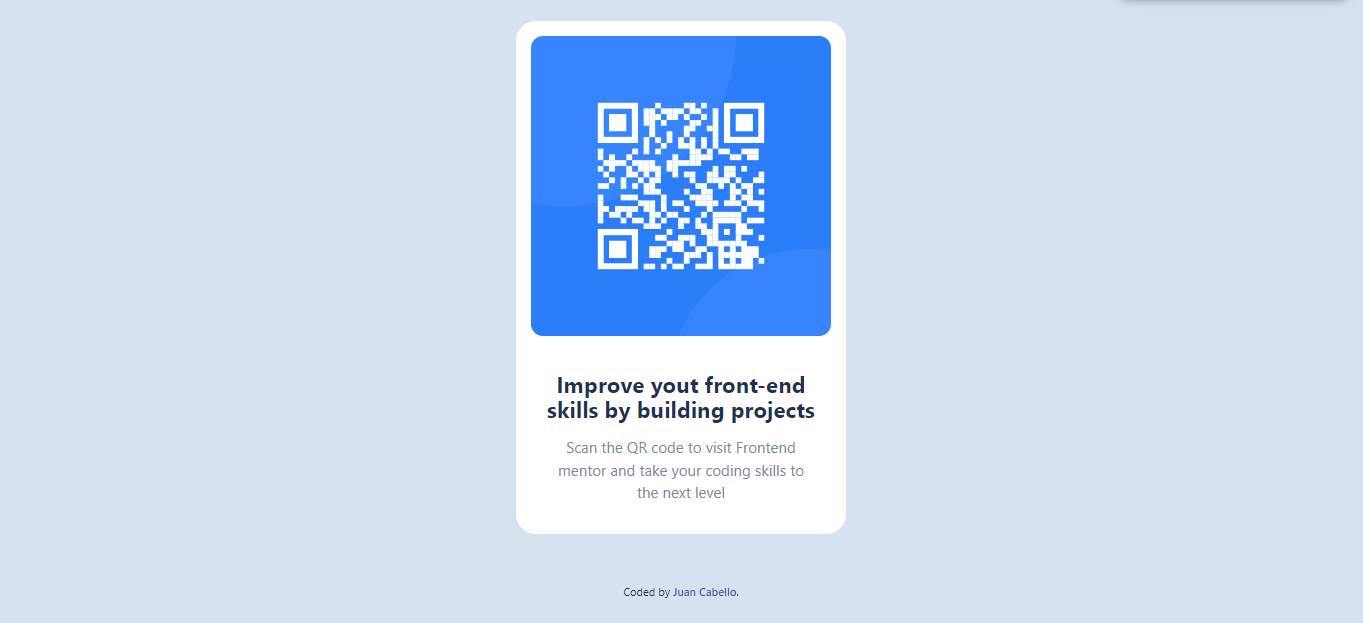 Improve yout front-end
skills by building projects
Scan the QR code to visit Frontend
mentor and take your coding skills to
the next level
Coded by Juan Cabello.